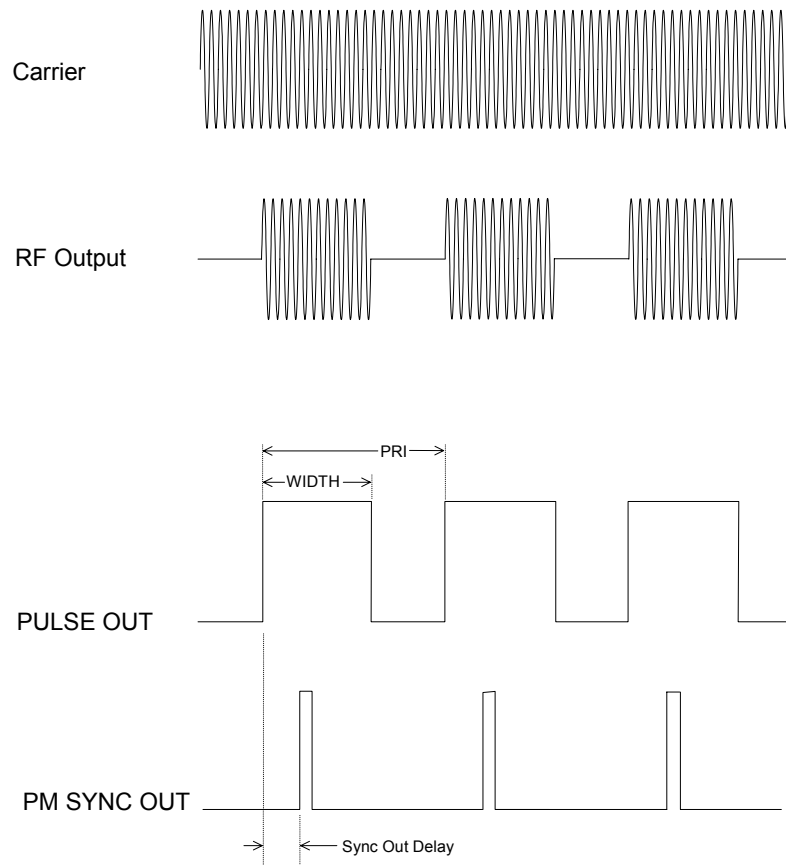 Carrier
RF Output
PRI
WIDTH
PULSE OUT
PM SYNC OUT
Sync Out Delay